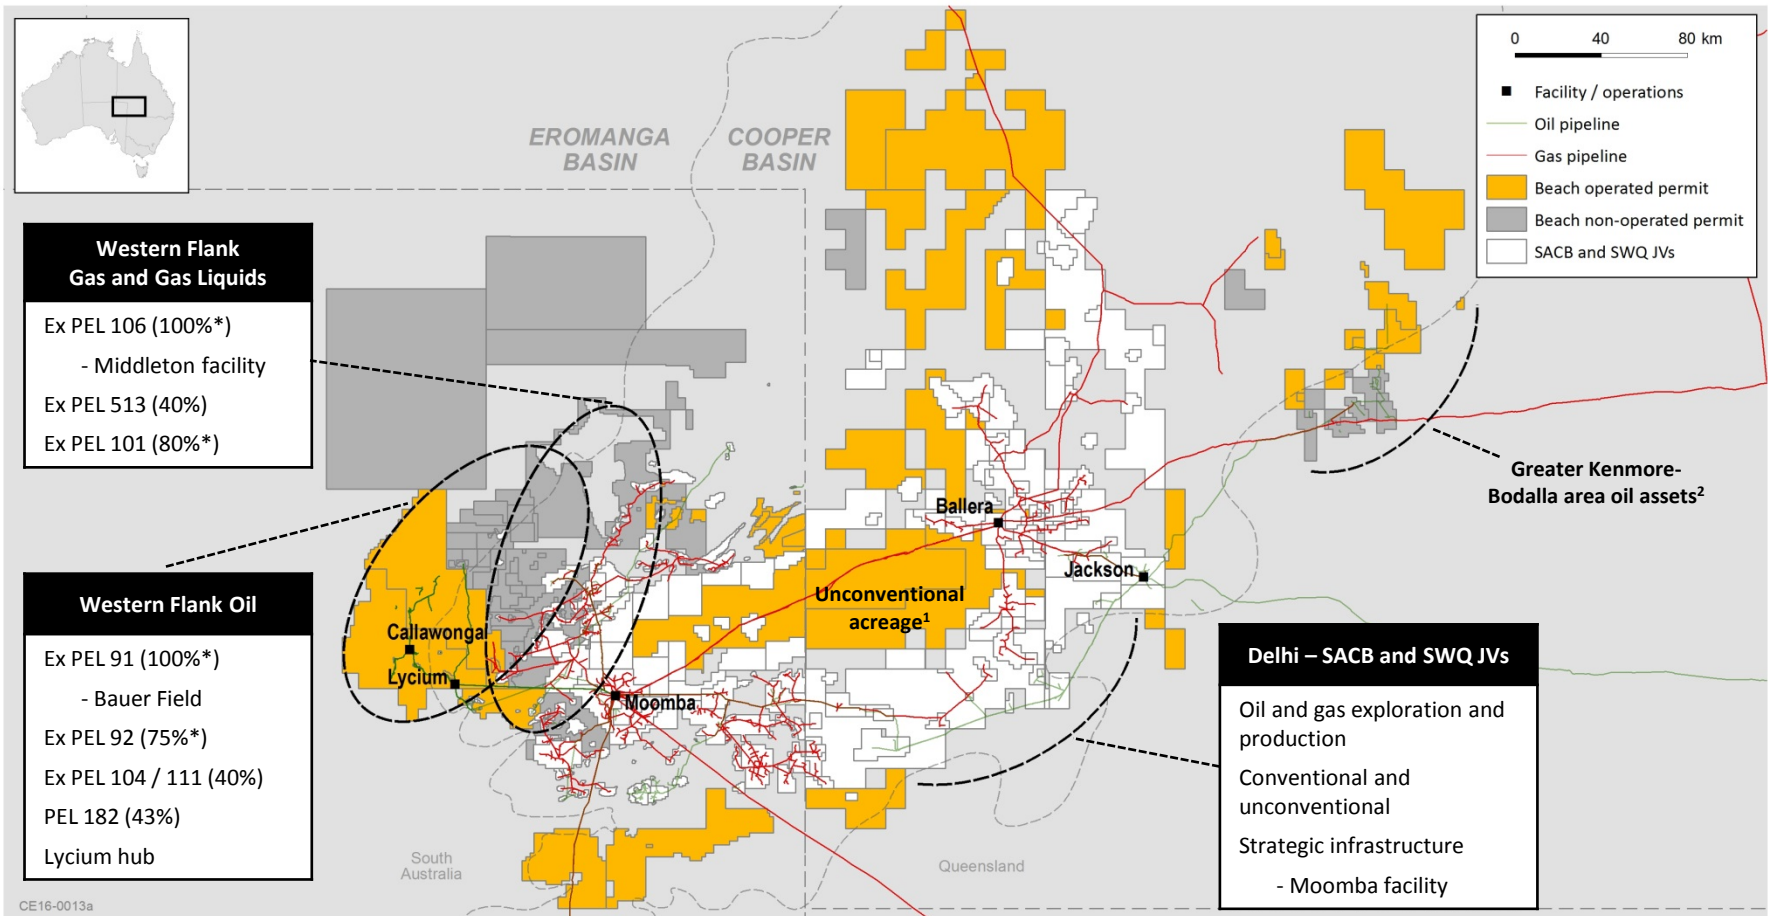 0 40 80 km
Facility / operations
Oil pipeline
Gas pipeline
Beach operated permit
Beach non-operated permit
SACB and SWQ JVs
EROMANGA
BASIN
COOPER
BASIN
Western Flank
Gas and Gas Liquids
Ex PEL 106 (100%*)
- Middleton facility
Ex PEL 513 (40%)
Ex PEL 101 (80%*)
Greater Kenmore-
Bodalla area oil assets²
Ballera
Jackson
Unconventional
acreage¹
Western Flank Oil
Ex PEL 91 (100%*)
- Bauer Field
Ex PEL 92 (75%*)
Ex PEL 104 / 111 (40%)
PEL 182 (43%)
Lycium hub
Callawonga
Lycium
Moomba
Delhi – SACB and SWQ JVs
Oil and gas exploration and
production
Conventional and
unconventional
Strategic infrastructure
- Moomba facility
South
Australia
Queensland
CE16-0013a